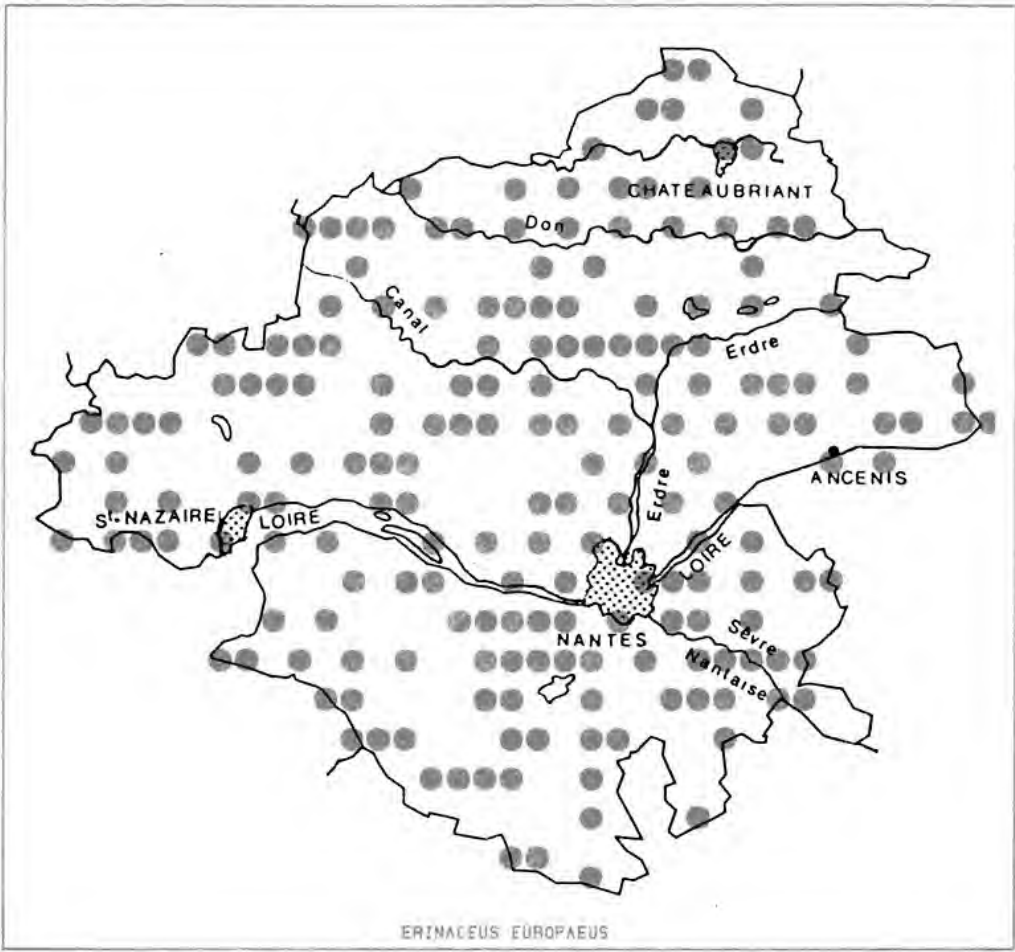 CHATEAUBRIANT
Don
Canal
Erdre
ANCENIS
Erdre
St-NAZAIRE
LOIRE
LOIRE
NANTES
Sèvre
Nantaise
ERINACEUS EUROPAEUS